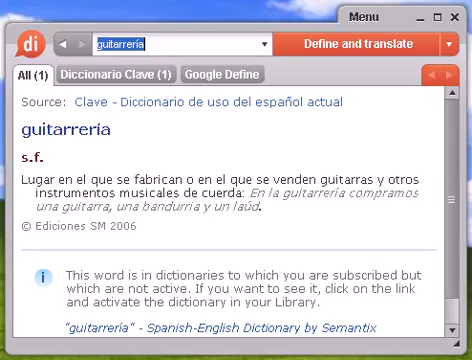 Menu
di
guitarrería
Define and translate
All (1)
Diccionario Clave (1)
Google Define
Source: Clave - Diccionario de uso del español actual
guitarrería
s.f.
Lugar en el que se fabrican o en el que se venden guitarras y otros
instrumentos musicales de cuerda: En la guitarrería compramos
una guitarra, una bandurria y un laúd.
© Ediciones SM 2006
i
This word is in dictionaries to which you are subscribed but
which are not active. If you want to see it, click on the link
and activate the dictionary in your Library.
"guitarrería" - Spanish-English Dictionary by Semantix